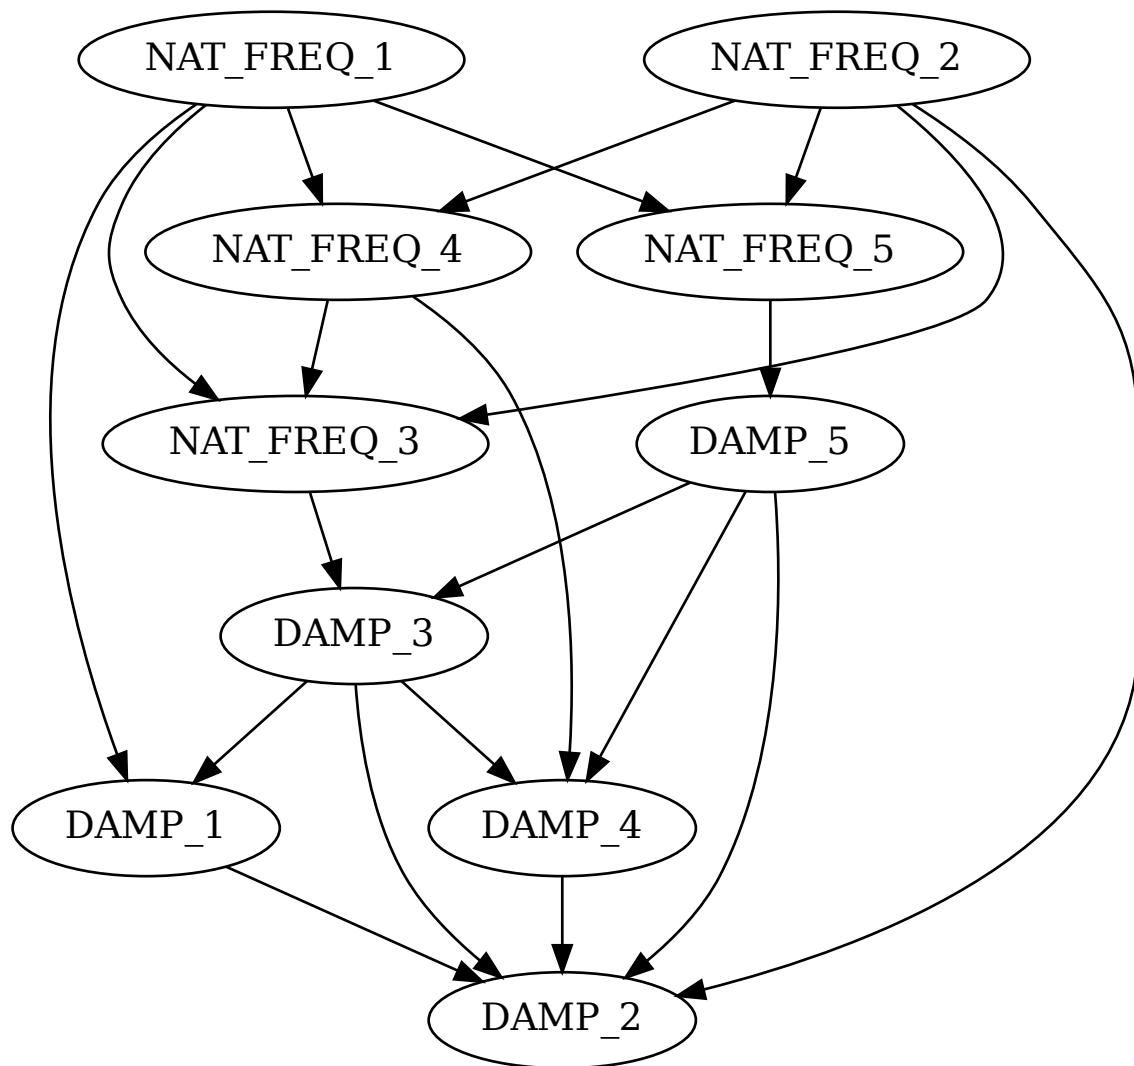 NAT_FREQ_1
NAT_FREQ_2
NAT_FREQ_4
NAT_FREQ_5
NAT_FREQ_3
DAMP_5
DAMP_3
DAMP_1
DAMP_4
DAMP_2